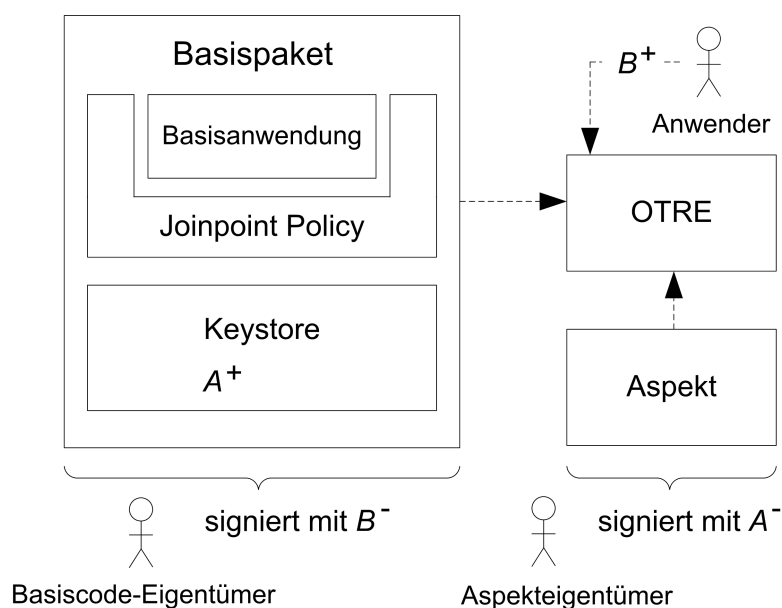 Basispaket
Basisanwendung
Joinpoint Policy
Keystore
A+
B+
Anwender
OTRE
Aspekt
signiert mit B-
signiert mit A-
Basiscode-Eigentümer
Aspekteigentümer